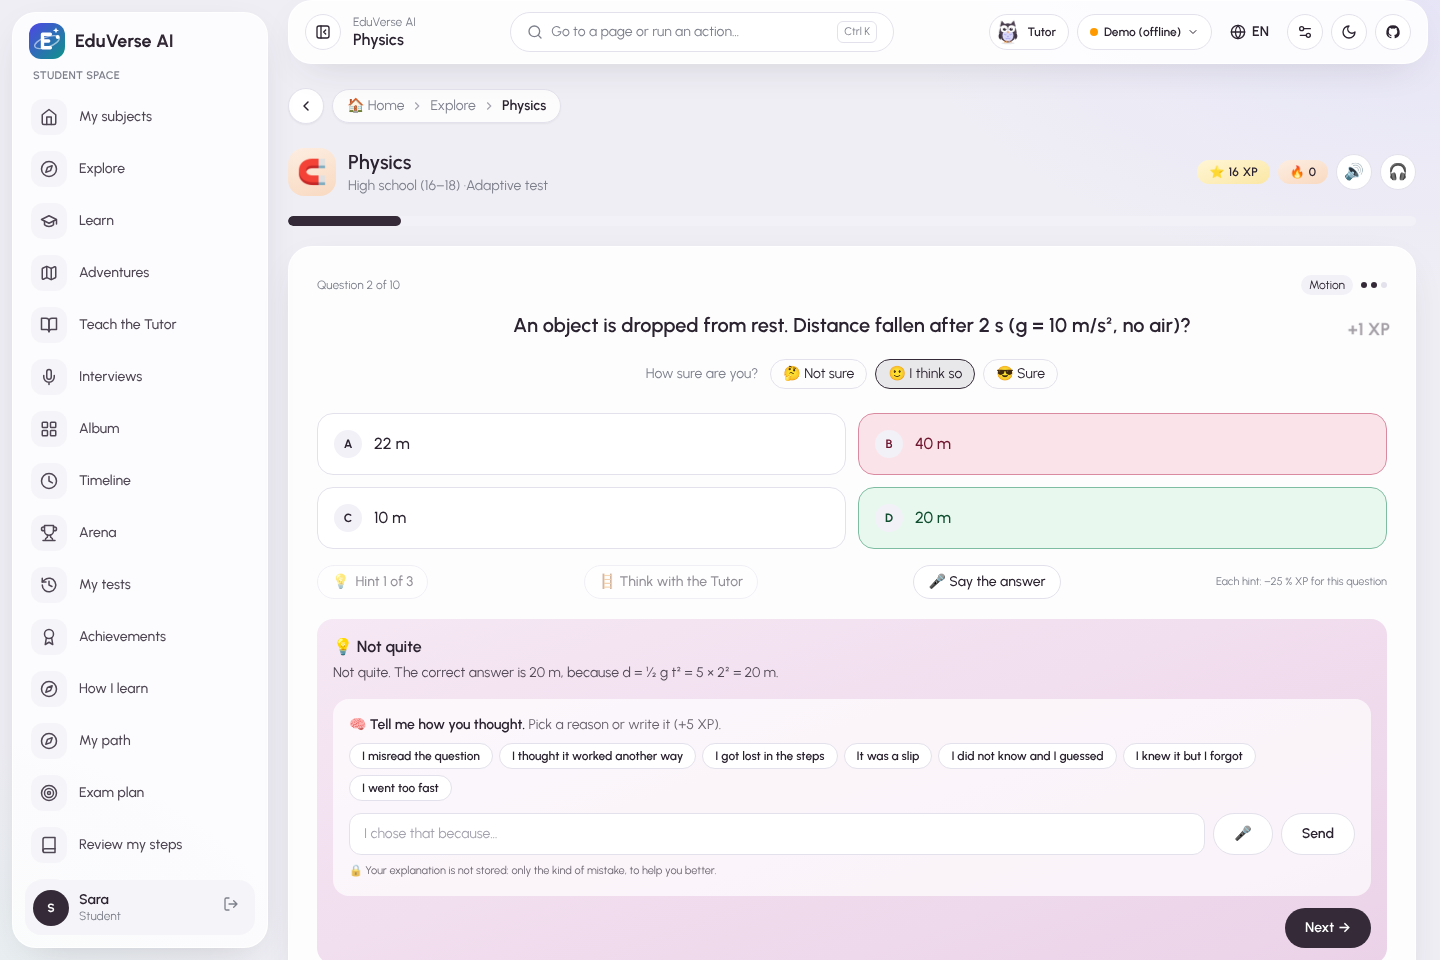 EduVerse AI
STUDENT SPACE
My subjects
Explore
Learn
Adventures
Teach the Tutor
Interviews
Album
Timeline
Arena
My tests
Achievements
How I learn
My path
Exam plan
Review my steps
S
Sara
Student
EduVerse AI
Physics
Go to a page or run an action...
Ctrl K
Tutor
Demo (offline)
EN
Home
Explore
Physics
Physics
High school (16–18) ·Adaptive test
16 XP
0
Question 2 of 10
Motion
An object is dropped from rest. Distance fallen after 2 s (g = 10 m/s², no air)?
+1 XP
How sure are you?
Not sure
I think so
Sure
A 22 m
B 40 m
C 10 m
D 20 m
Hint 1 of 3
Think with the Tutor
Say the answer
Each hint: −25 % XP for this question
Not quite
Not quite. The correct answer is 20 m, because d = ½ g t² = 5 × 2² = 20 m.
Tell me how you thought. Pick a reason or write it (+5 XP).
I misread the question
I thought it worked another way
I got lost in the steps
It was a slip
I did not know and I guessed
I knew it but I forgot
I went too fast
I chose that because...
Send
Your explanation is not stored: only the kind of mistake, to help you better.
Next →